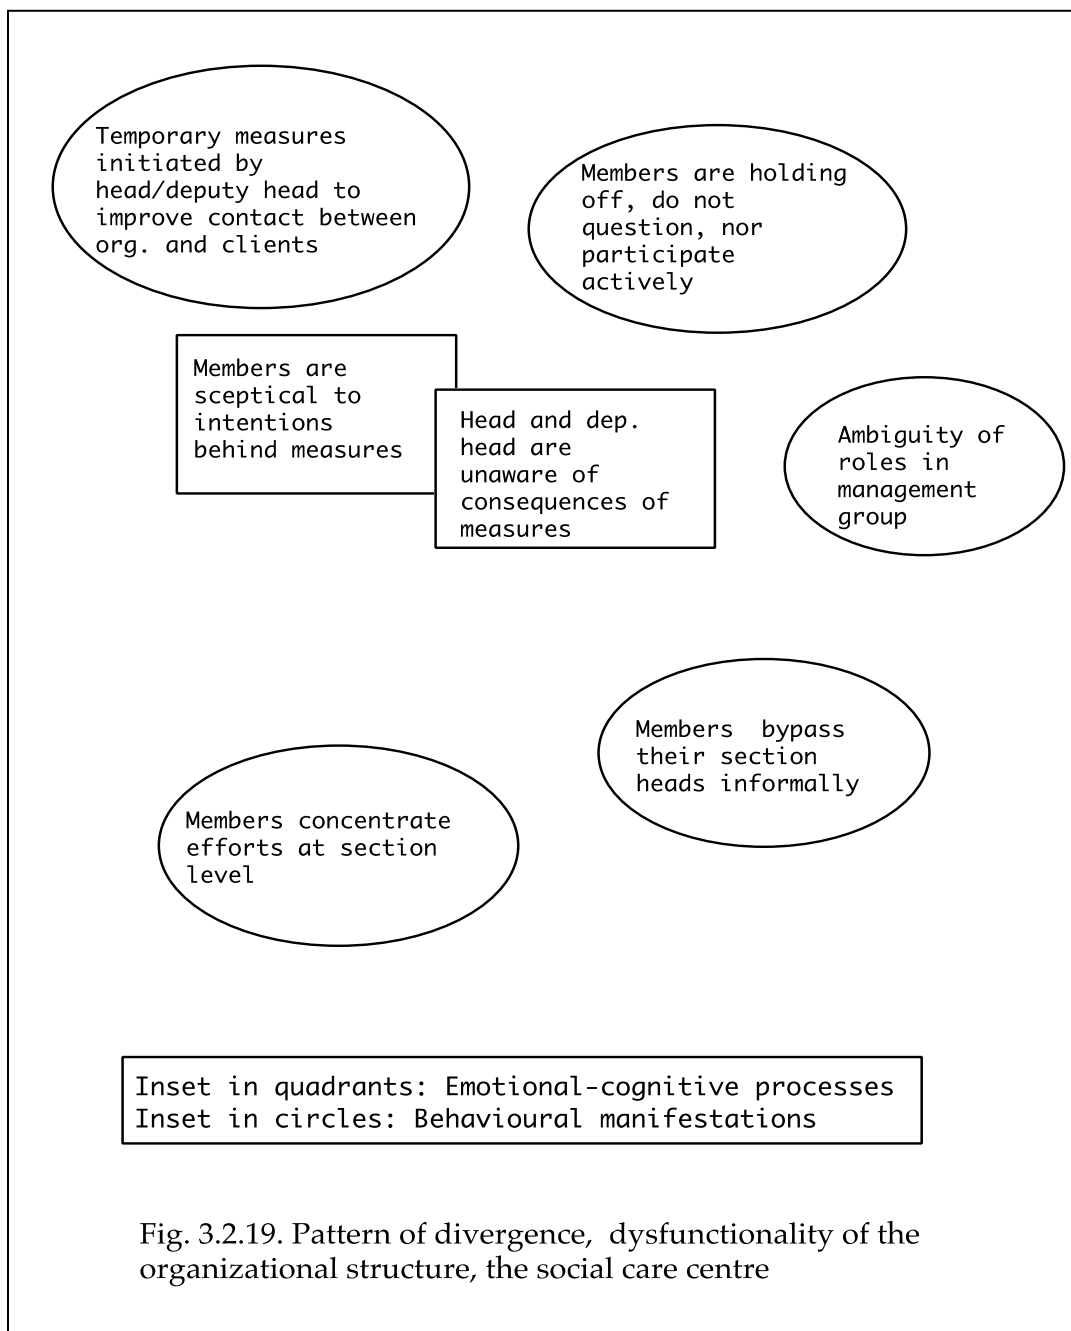 Temporary measures
initiated by
head/deputy head to
improve contact between
org. and clients
Members are holding
off, do not
question, nor
participate
actively
Members are
sceptical to
intentions
behind measures
Head and dep.
head are
unaware of
consequences of
measures
Ambiguity of
roles in
management
group
Members  bypass
their section
heads informally
Members concentrate
efforts at section
level
Inset in quadrants: Emotional-cognitive processes
Inset in circles: Behavioural manifestations
Fig. 3.2.19. Pattern of divergence,  dysfunctionality of the
organizational structure, the social care centre